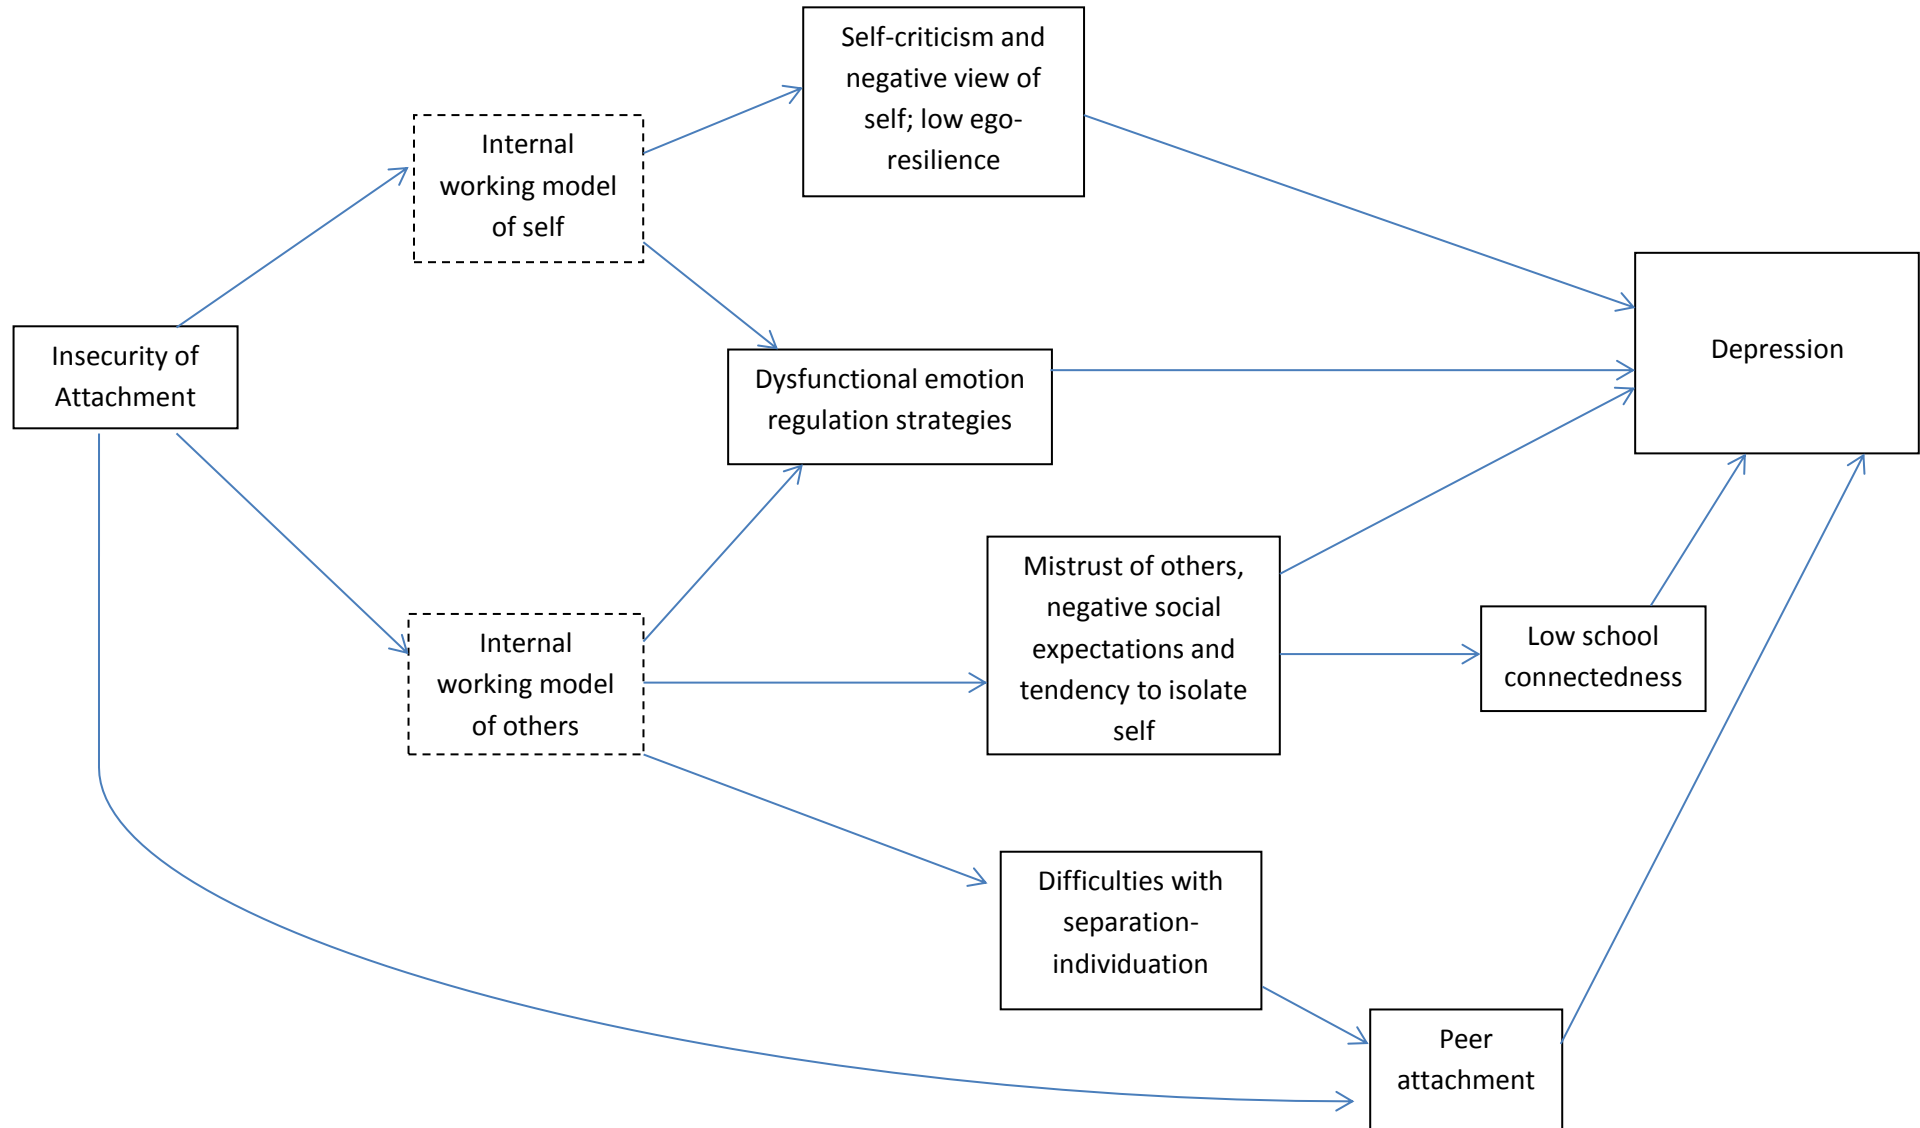 Self-criticism and
negative view of
self; low ego-
resilience
Internal
working model
of self
Insecurity of
Attachment
Dysfunctional emotion
regulation strategies
Depression
Internal
working model
of others
Mistrust of others,
negative social
expectations and
tendency to isolate
self
Low school
connectedness
Difficulties with
separation-
individuation
Peer
attachment